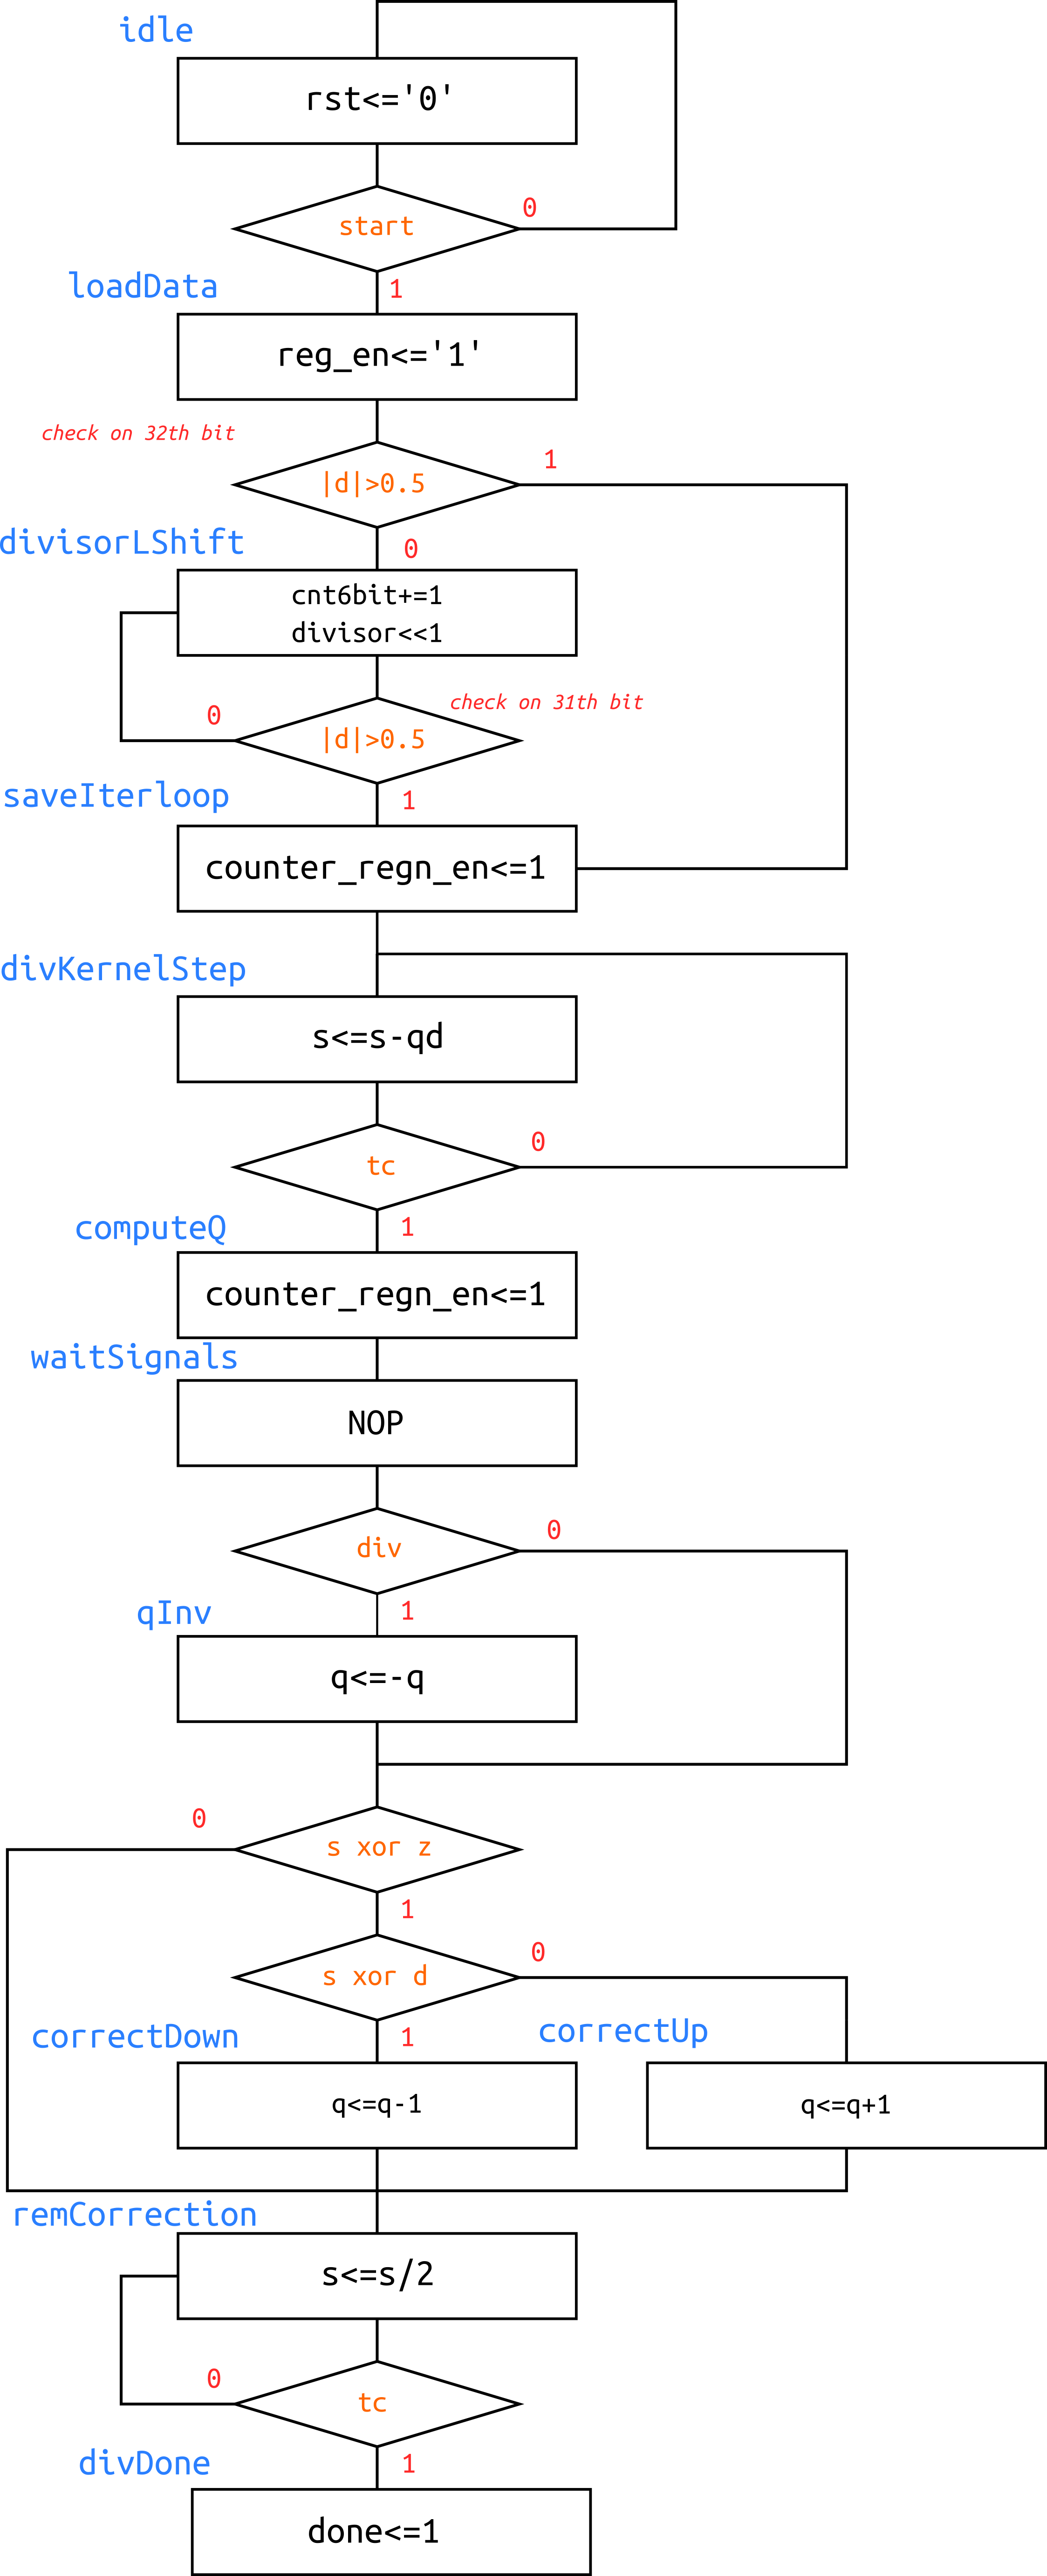 idle
rst<='0'
start
0
1
loadData
reg_en<='1'
check on 32th bit
|d|>0.5
1
0
divisorLShift
cnt6bit+=1
divisor<<1
check on 31th bit
0
|d|>0.5
1
saveIterloop
counter_regn_en<=1
divKernelStep
s<=s-qd
tc
0
1
computeQ
counter_regn_en<=1
waitSignals
NOP
div
0
1
qInv
q<=-q
0
s xor z
1
s xor d
0
1
correctDown
correctUp
q<=q-1
q<=q+1
remCorrection
s<=s/2
0
tc
1
divDone
done<=1